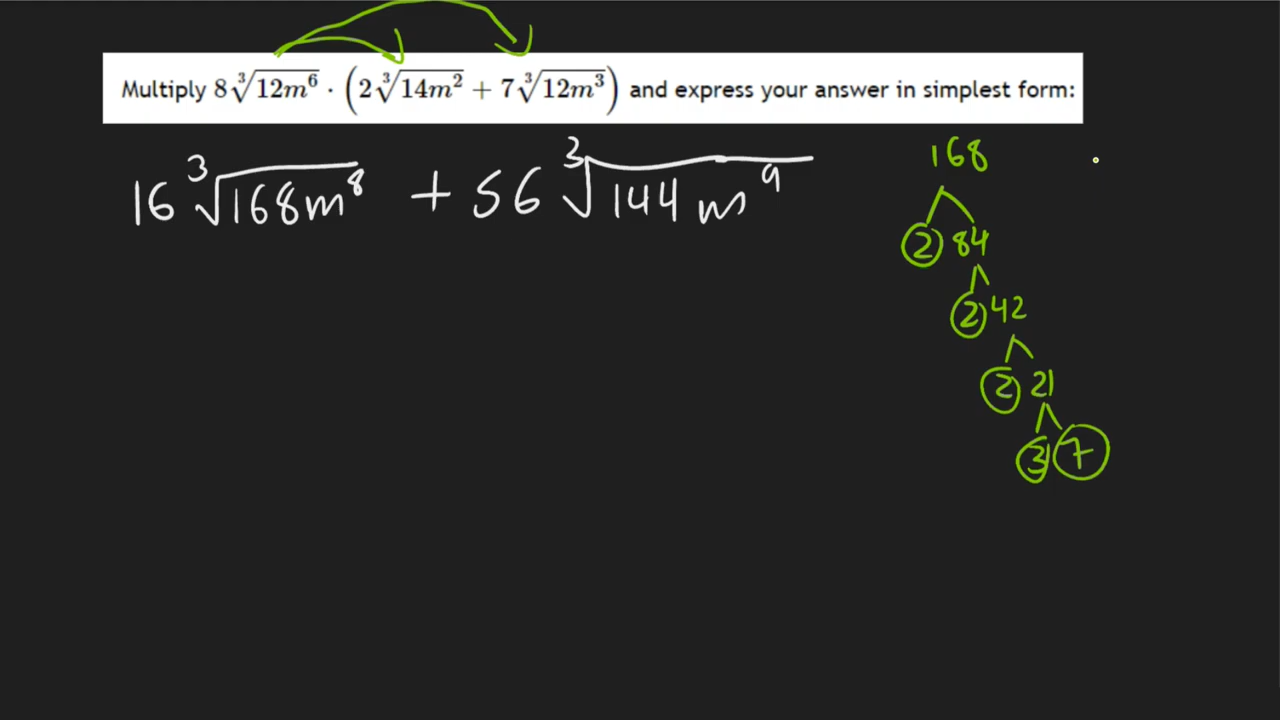 Multiply 8∛(12m⁶) · (2∛(14m²) + 7∛(12m³)) and express your answer in simplest form:
16 ∛(168m⁸) + 56 ∛(144m⁹)
168
2 84
2 42
2 21
3 7